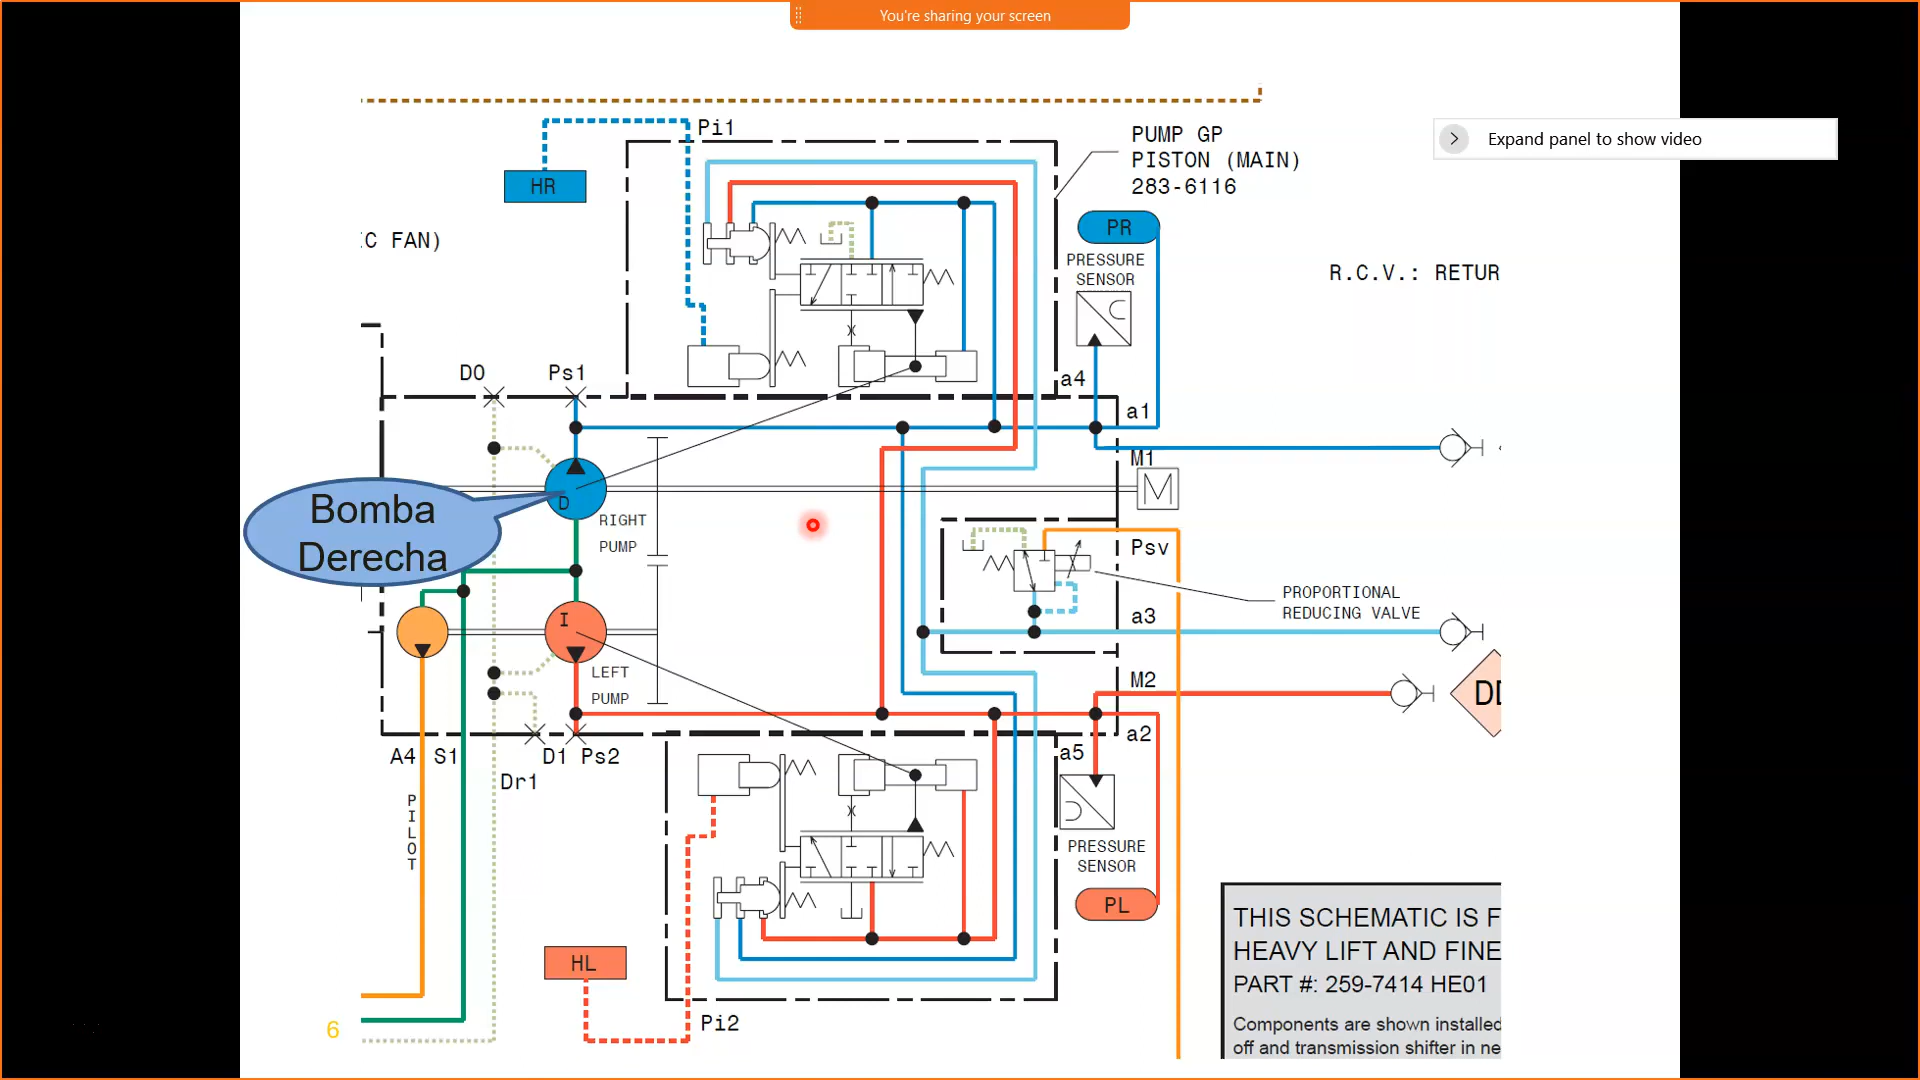 You're sharing your screen
Expand panel to show video
Pi1
PUMP GP
PISTON (MAIN)
283-6116
HR
PR
C FAN)
PRESSURE
SENSOR
R.C.V.: RETUR
D0
Ps1
a4
a1
M1
M
Bomba
Derecha
D
RIGHT
PUMP
Psv
PROPORTIONAL
REDUCING VALVE
I
a3
LEFT
PUMP
M2
a2
A4
S1
D1
Ps2
a5
Dr1
PILOT
PRESSURE
SENSOR
PL
HL
THIS SCHEMATIC IS F
HEAVY LIFT AND FINE
PART #: 259-7414 HE01
Components are shown installed
off and transmission shifter in ne
Pi2
6